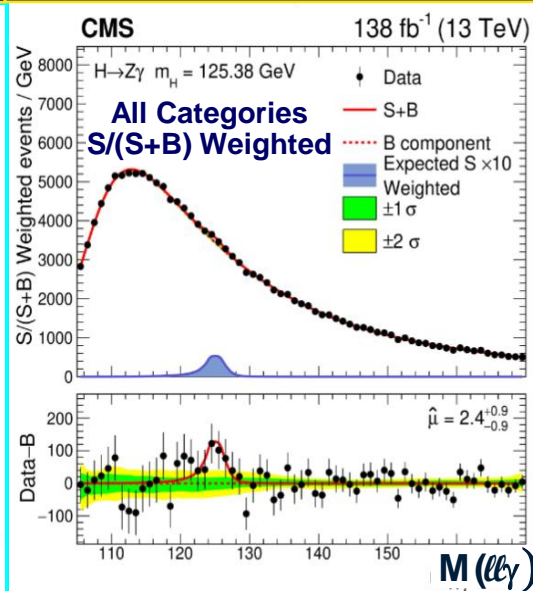 CMS 138 fb⁻¹ (13 TeV)
H→Zγ m_H = 125.38 GeV
All Categories
S/(S+B) Weighted
Data
S+B
B component
Expected S ×10
Weighted
±1 σ
±2 σ
S/(S+B) Weighted events / GeV
8000
7000
6000
5000
4000
3000
2000
1000
0
μ̂ = 2.4 +0.9 −0.9
Data−B
200
100
0
−100
110 120 130 140 150
M(ℓℓγ)